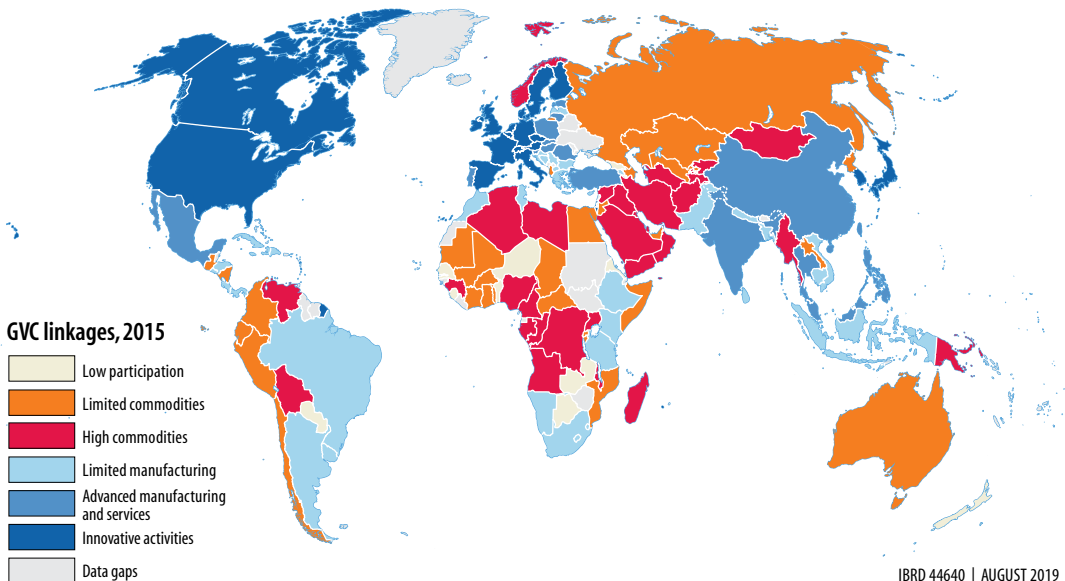 GVC linkages, 2015
Low participation
Limited commodities
High commodities
Limited manufacturing
Advanced manufacturing
and services
Innovative activities
Data gaps
IBRD 44640 | AUGUST 2019